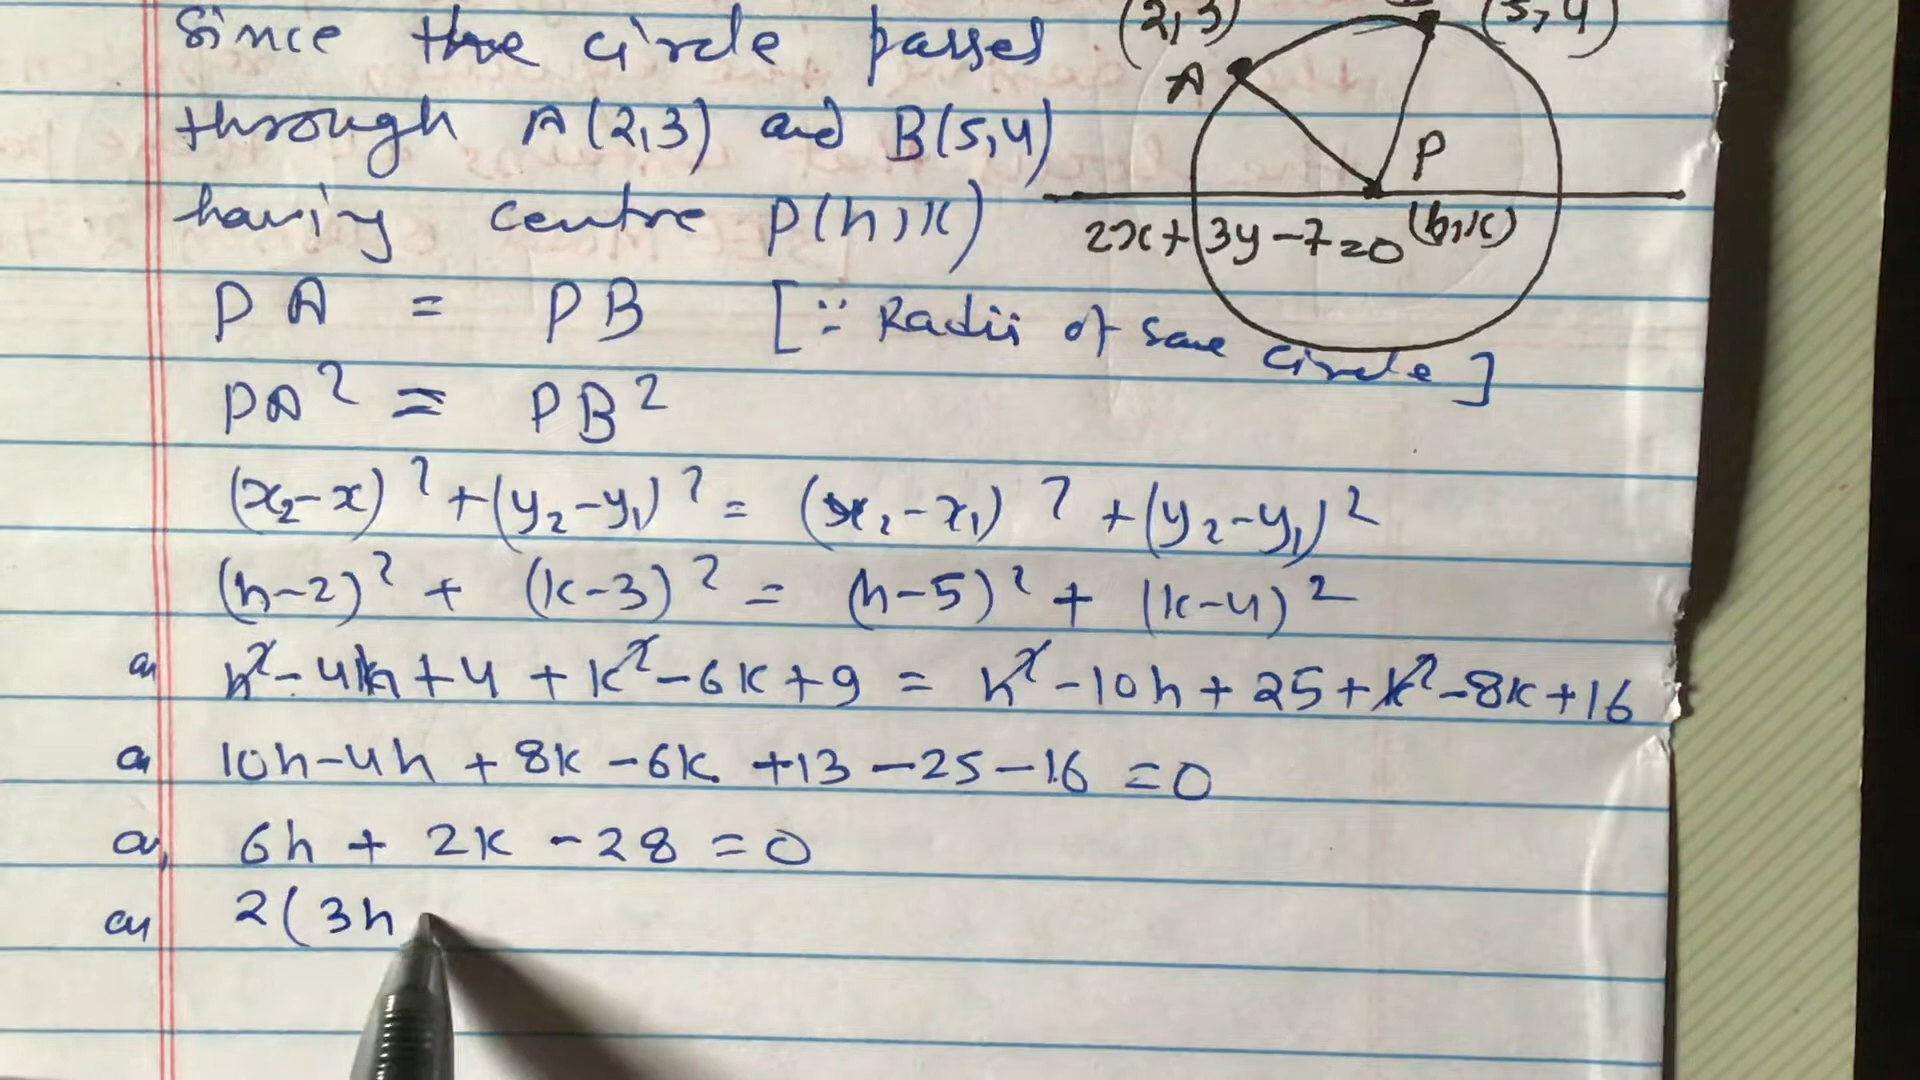 Since the circle passes
through A(2,3) and B(5,4)
having centre P(h,k)
PA = PB [∵ Radii of same circle]
PA² = PB²
(x₂-x)² + (y₂-y₁)² = (x₂-x₁)² + (y₂-y₁)²
(h-2)² + (k-3)² = (h-5)² + (k-4)²
or h²-4h+4+k²-6k+9 = h²-10h+25+k²-8k+16
or 10h-4h+8k-6k+13-25-16=0
or, 6h+2k-28=0
or 2(3h
(2,3)
(5,4)
A
P
(h,k)
2x+3y-7=0